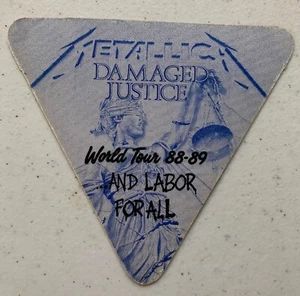 METALLICA
DAMAGED
JUSTICE
World Tour 88-89
...AND LABOR
FOR ALL